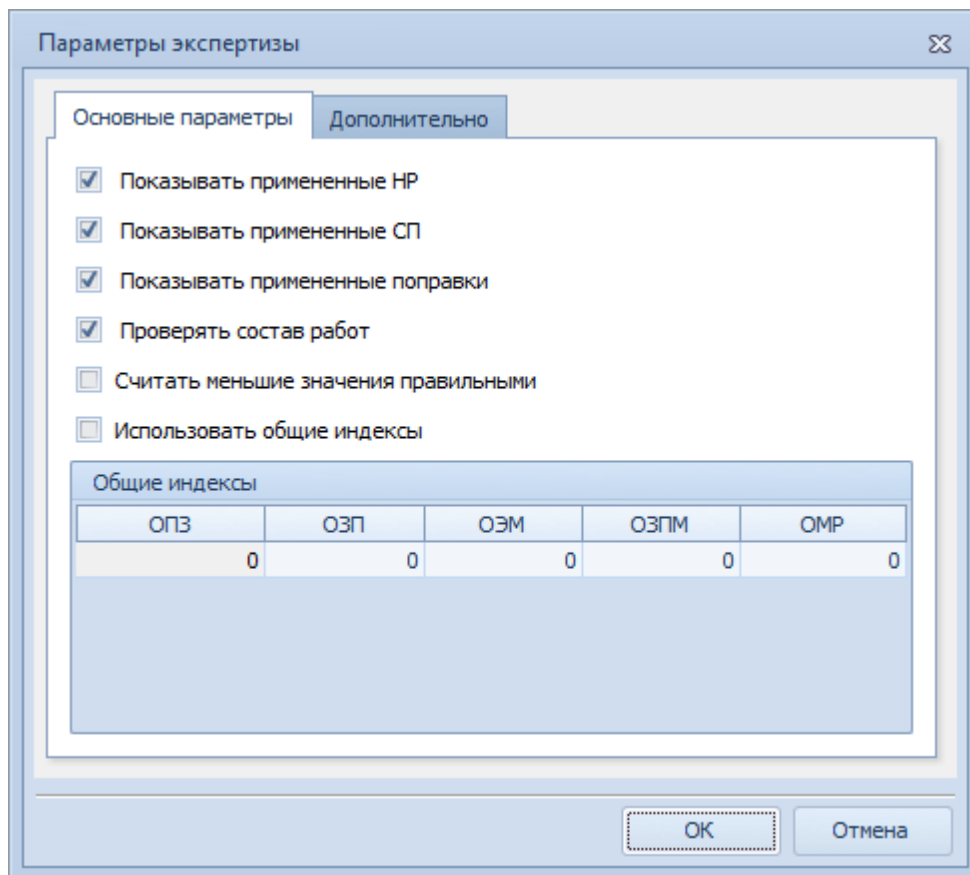 Параметры экспертизы
Основные параметры Дополнительно
Показывать примененные НР
Показывать примененные СП
Показывать примененные поправки
Проверять состав работ
Считать меньшие значения правильными
Использовать общие индексы
Общие индексы
ОПЗ ОЗП ОЭМ ОЗПМ ОМР
0 0 0 0 0
ОК Отмена